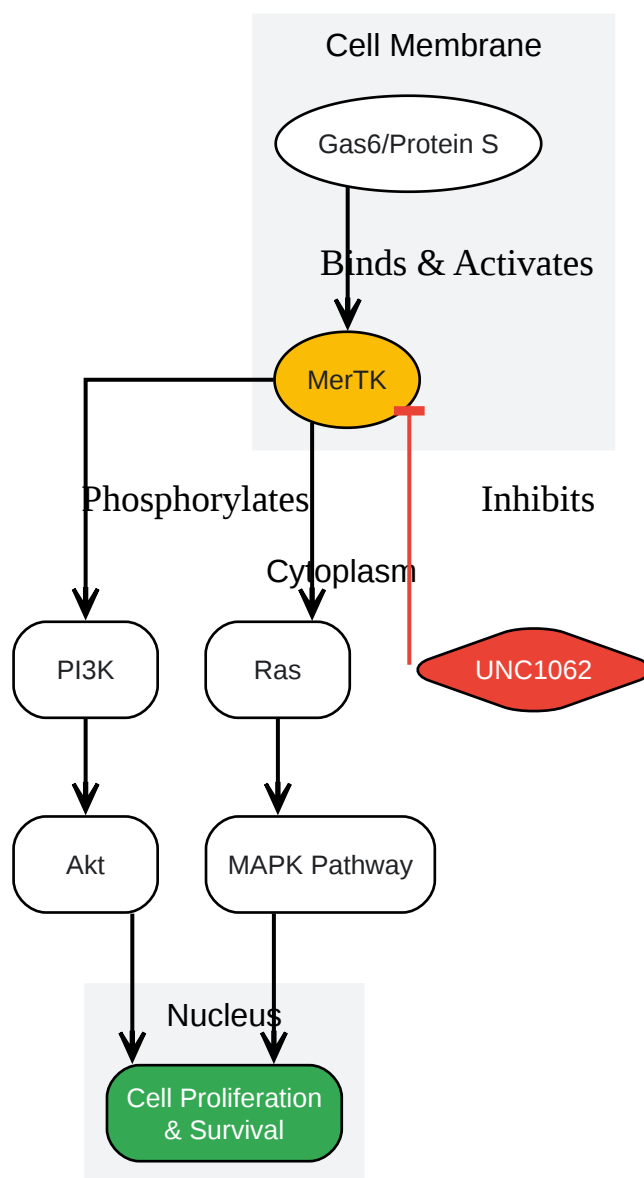 Cell Membrane
Gas6/Protein S
Binds & Activates
MerTK
Phosphorylates
Inhibits
Cytoplasm
PI3K
Ras
UNC1062
Akt
MAPK Pathway
Nucleus
Cell Proliferation
& Survival